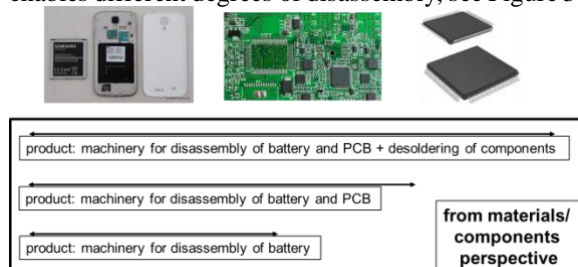 enables different degrees of disassembly, see Figure 3
SAMSUNG
product: machinery for disassembly of battery and PCB + desoldering of components
product: machinery for disassembly of battery and PCB
product: machinery for disassembly of battery
from materials/
components
perspective